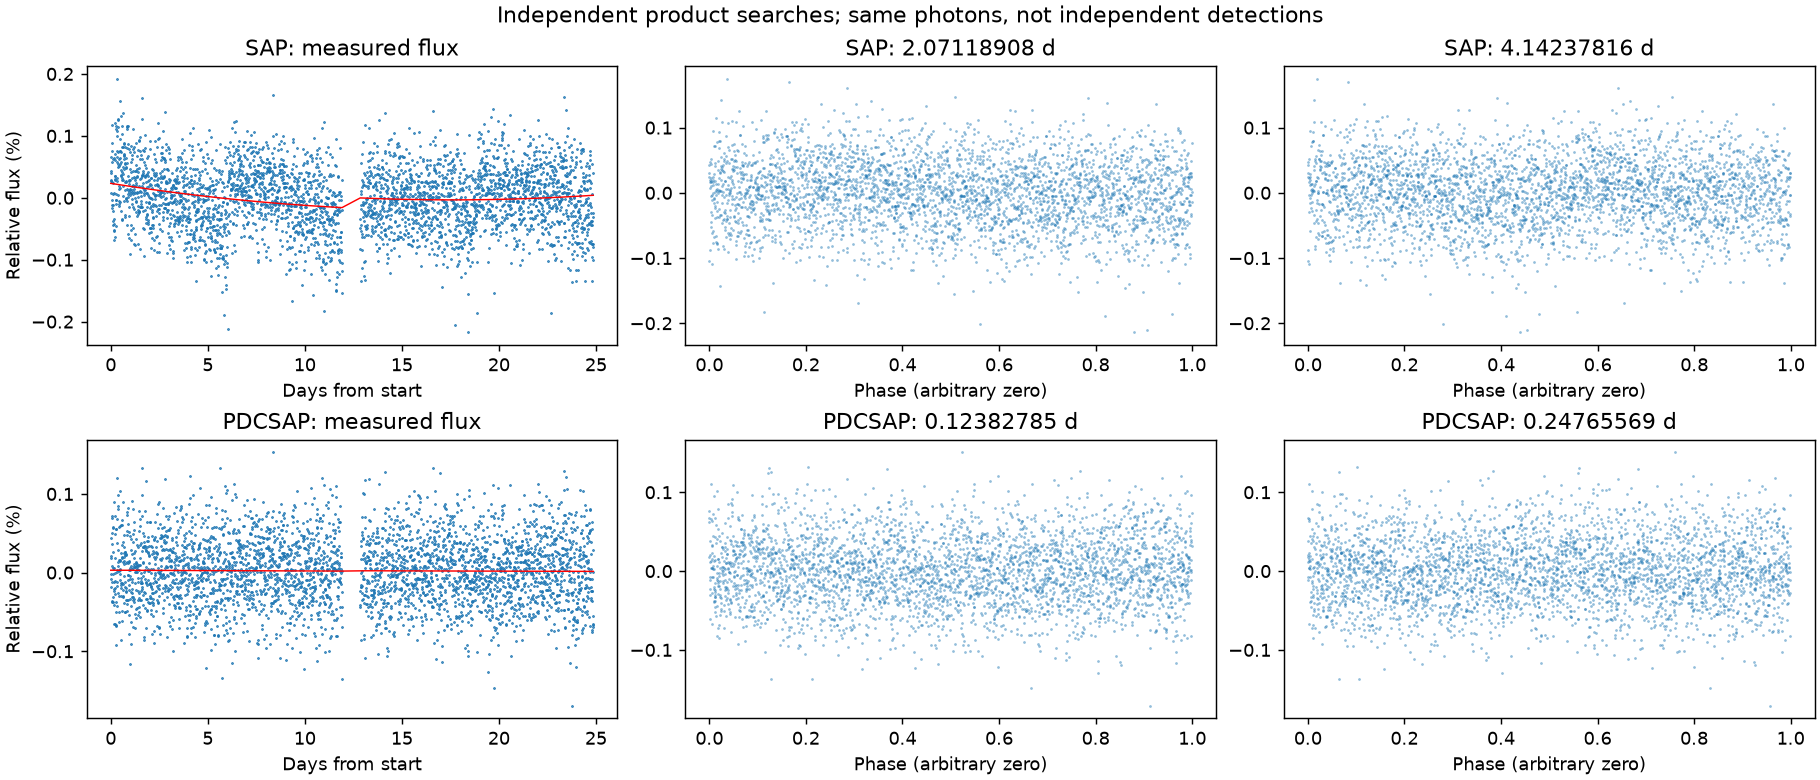 Independent product searches; same photons, not independent detections
SAP: measured flux
SAP: 2.07118908 d
SAP: 4.14237816 d
Relative flux (%)
0.2
0.1
0.0
−0.1
−0.2
0 5 10 15 20 25
Days from start
0.1
0.0
−0.1
−0.2
0.0 0.2 0.4 0.6 0.8 1.0
Phase (arbitrary zero)
0.1
0.0
−0.1
−0.2
0.0 0.2 0.4 0.6 0.8 1.0
Phase (arbitrary zero)
PDCSAP: measured flux
PDCSAP: 0.12382785 d
PDCSAP: 0.24765569 d
Relative flux (%)
0.1
0.0
−0.1
0 5 10 15 20 25
Days from start
0.1
0.0
−0.1
0.0 0.2 0.4 0.6 0.8 1.0
Phase (arbitrary zero)
0.1
0.0
−0.1
0.0 0.2 0.4 0.6 0.8 1.0
Phase (arbitrary zero)